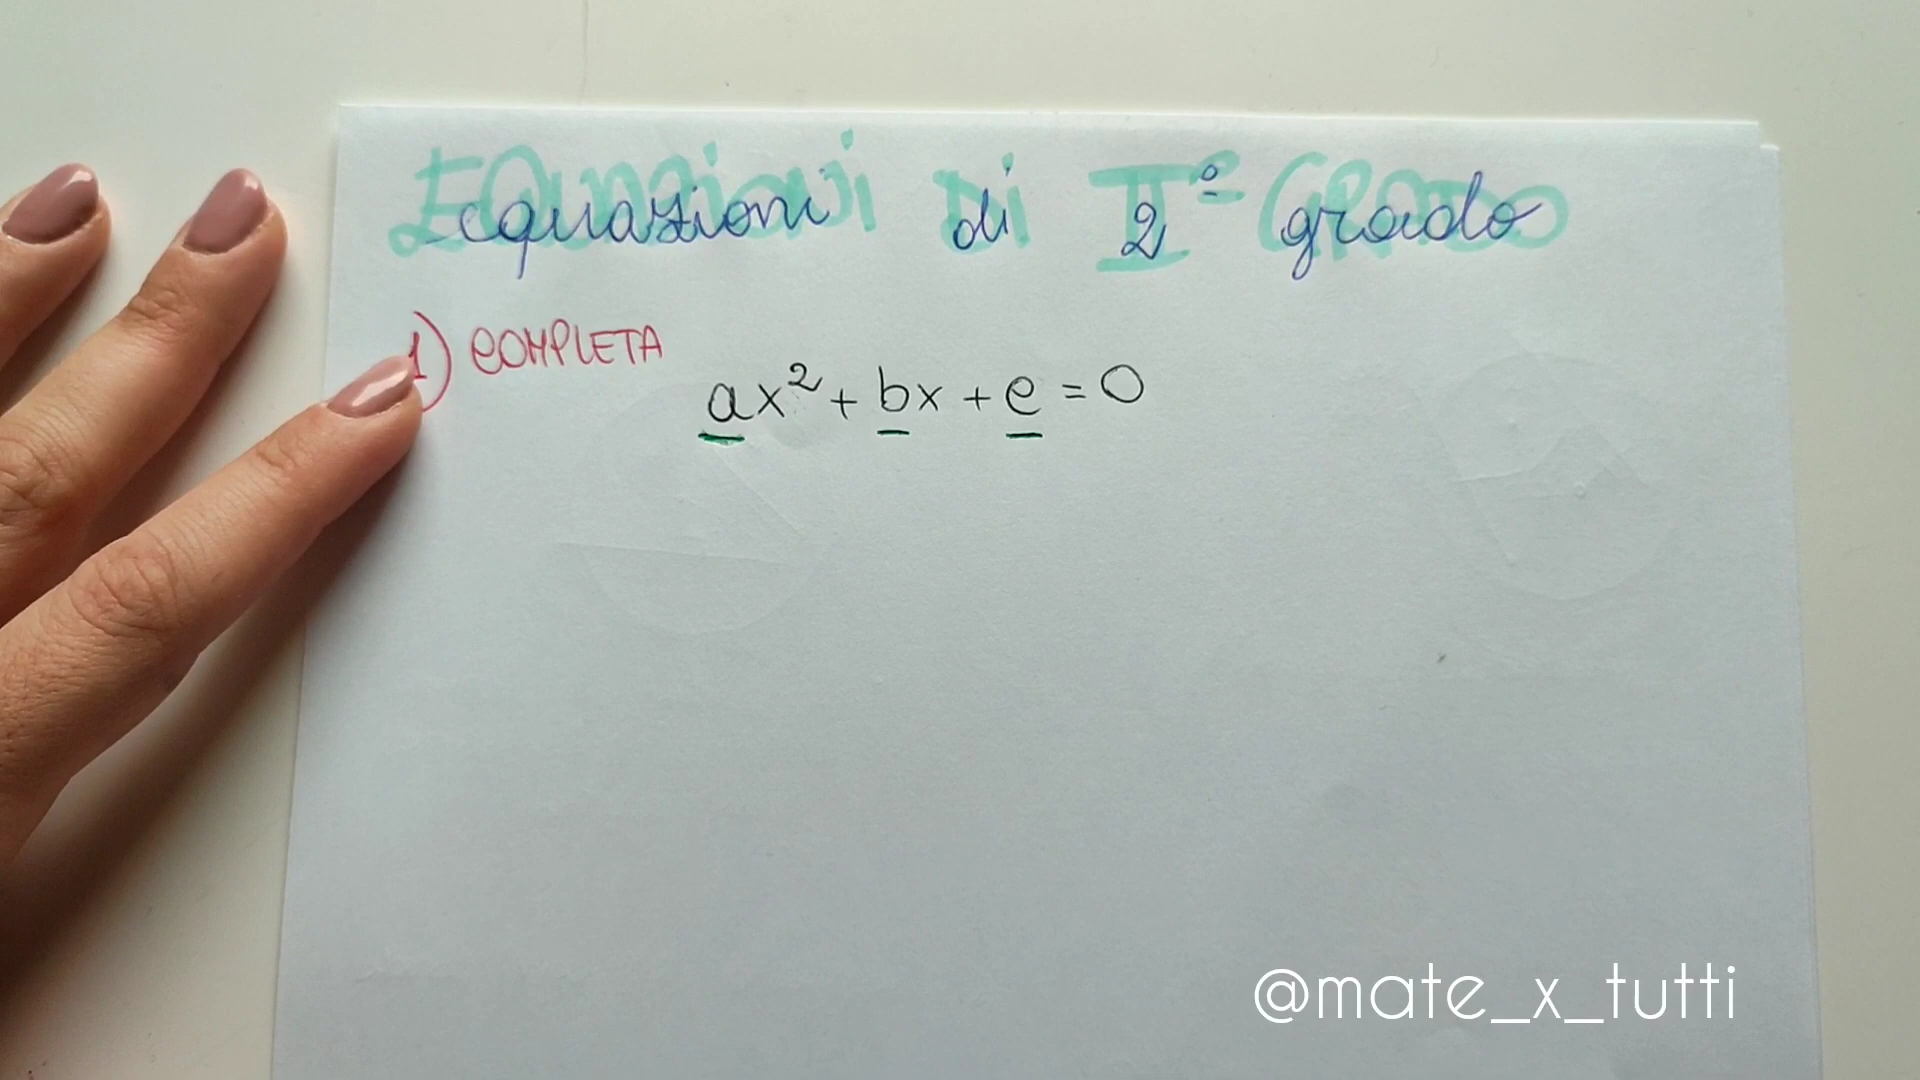 EQUAZIONI DI II° GRADO
equazioni di 2° grado
1) COMPLETA
ax² + bx + c = 0
@mate_x_tutti